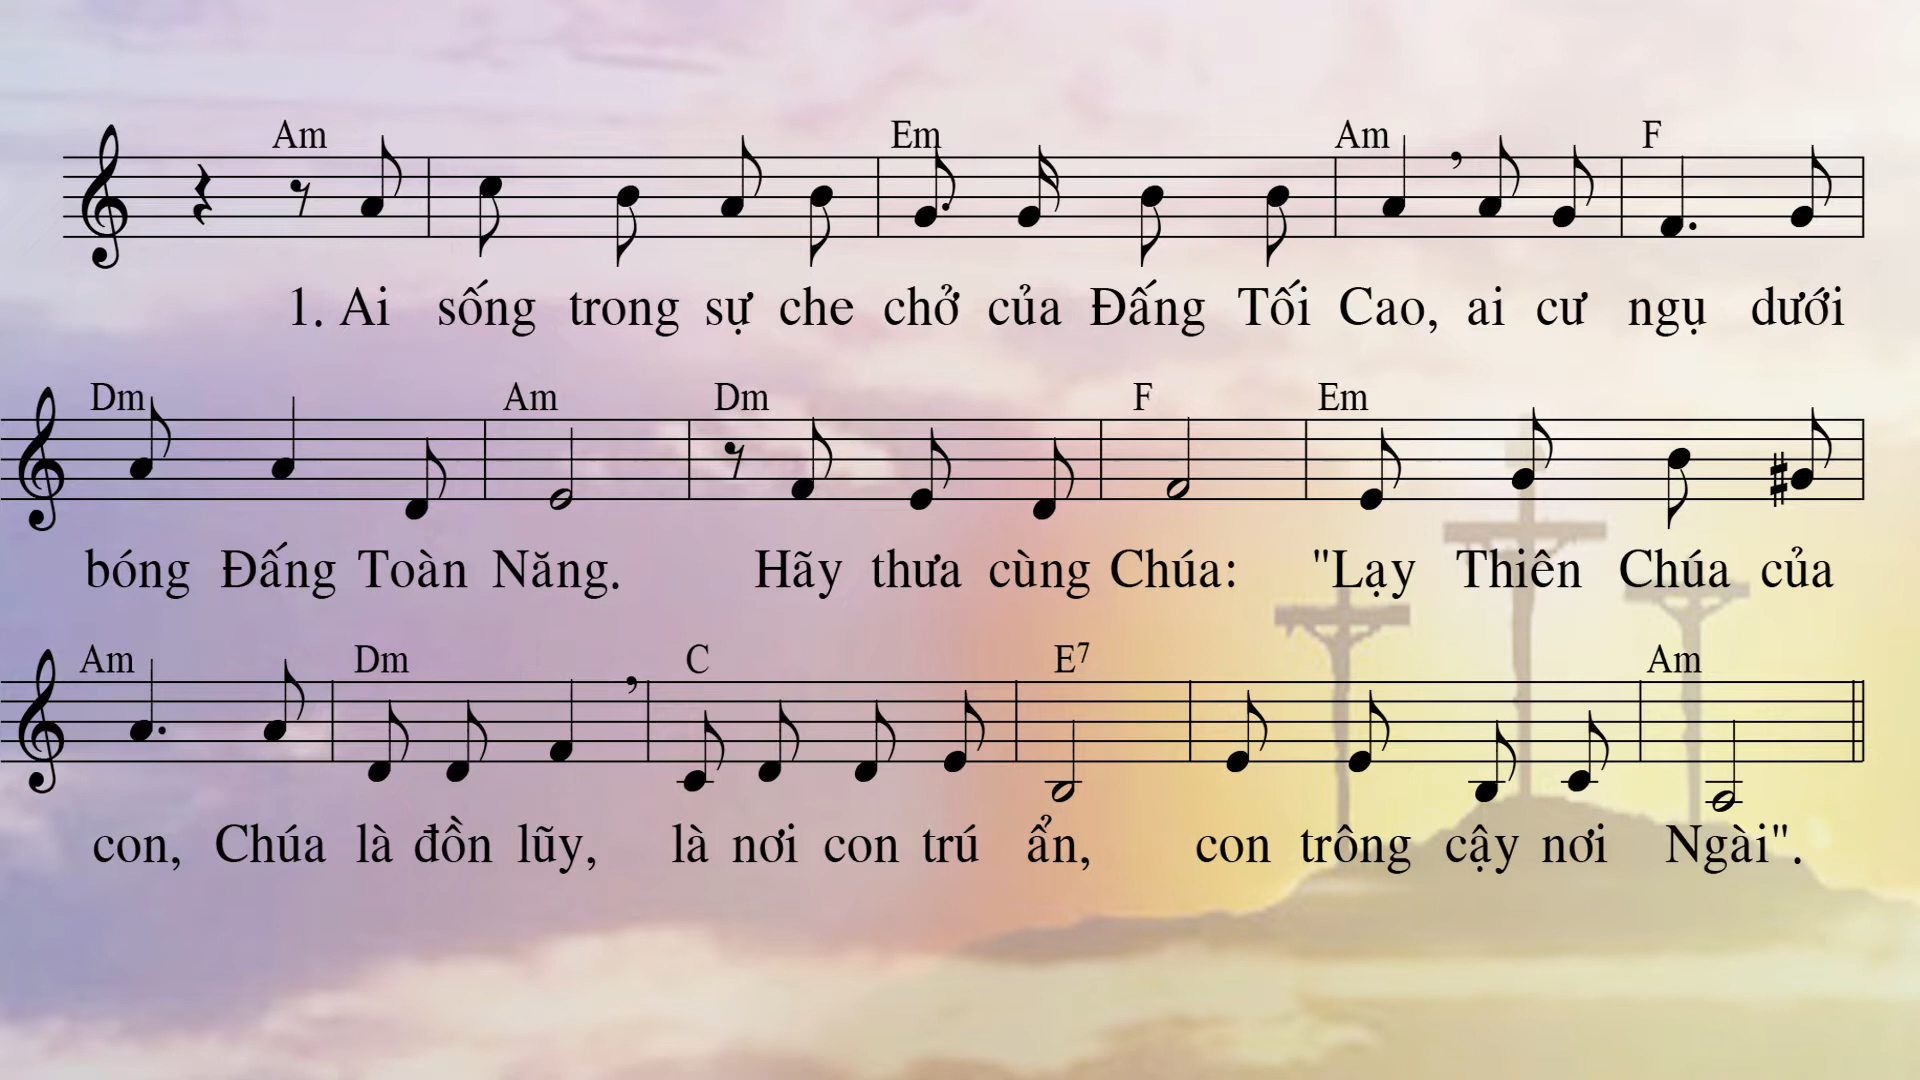 Am Em Am F
1. Ai sống trong sự che chở của Đấng Tối Cao, ai cư ngụ dưới
Dm Am Dm F Em
bóng Đấng Toàn Năng. Hãy thưa cùng Chúa: "Lạy Thiên Chúa của
Am Dm C E7 Am
con, Chúa là đồn lũy, là nơi con trú ẩn, con trông cậy nơi Ngài".